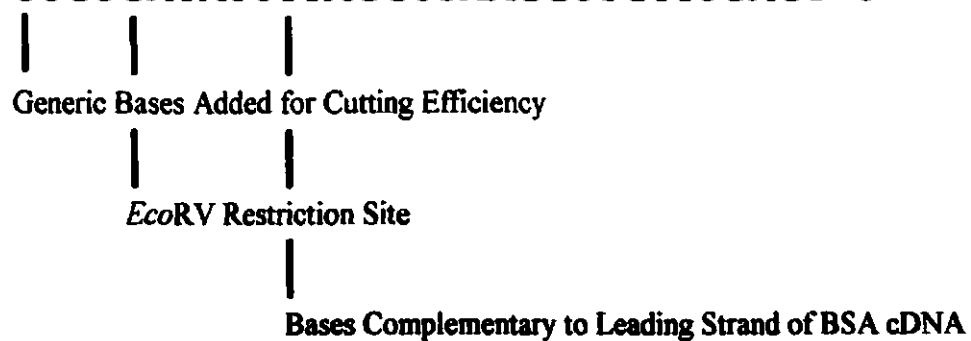 Generic Bases Added for Cutting Efficiency
EcoRV Restriction Site
Bases Complementary to Leading Strand of BSA cDNA